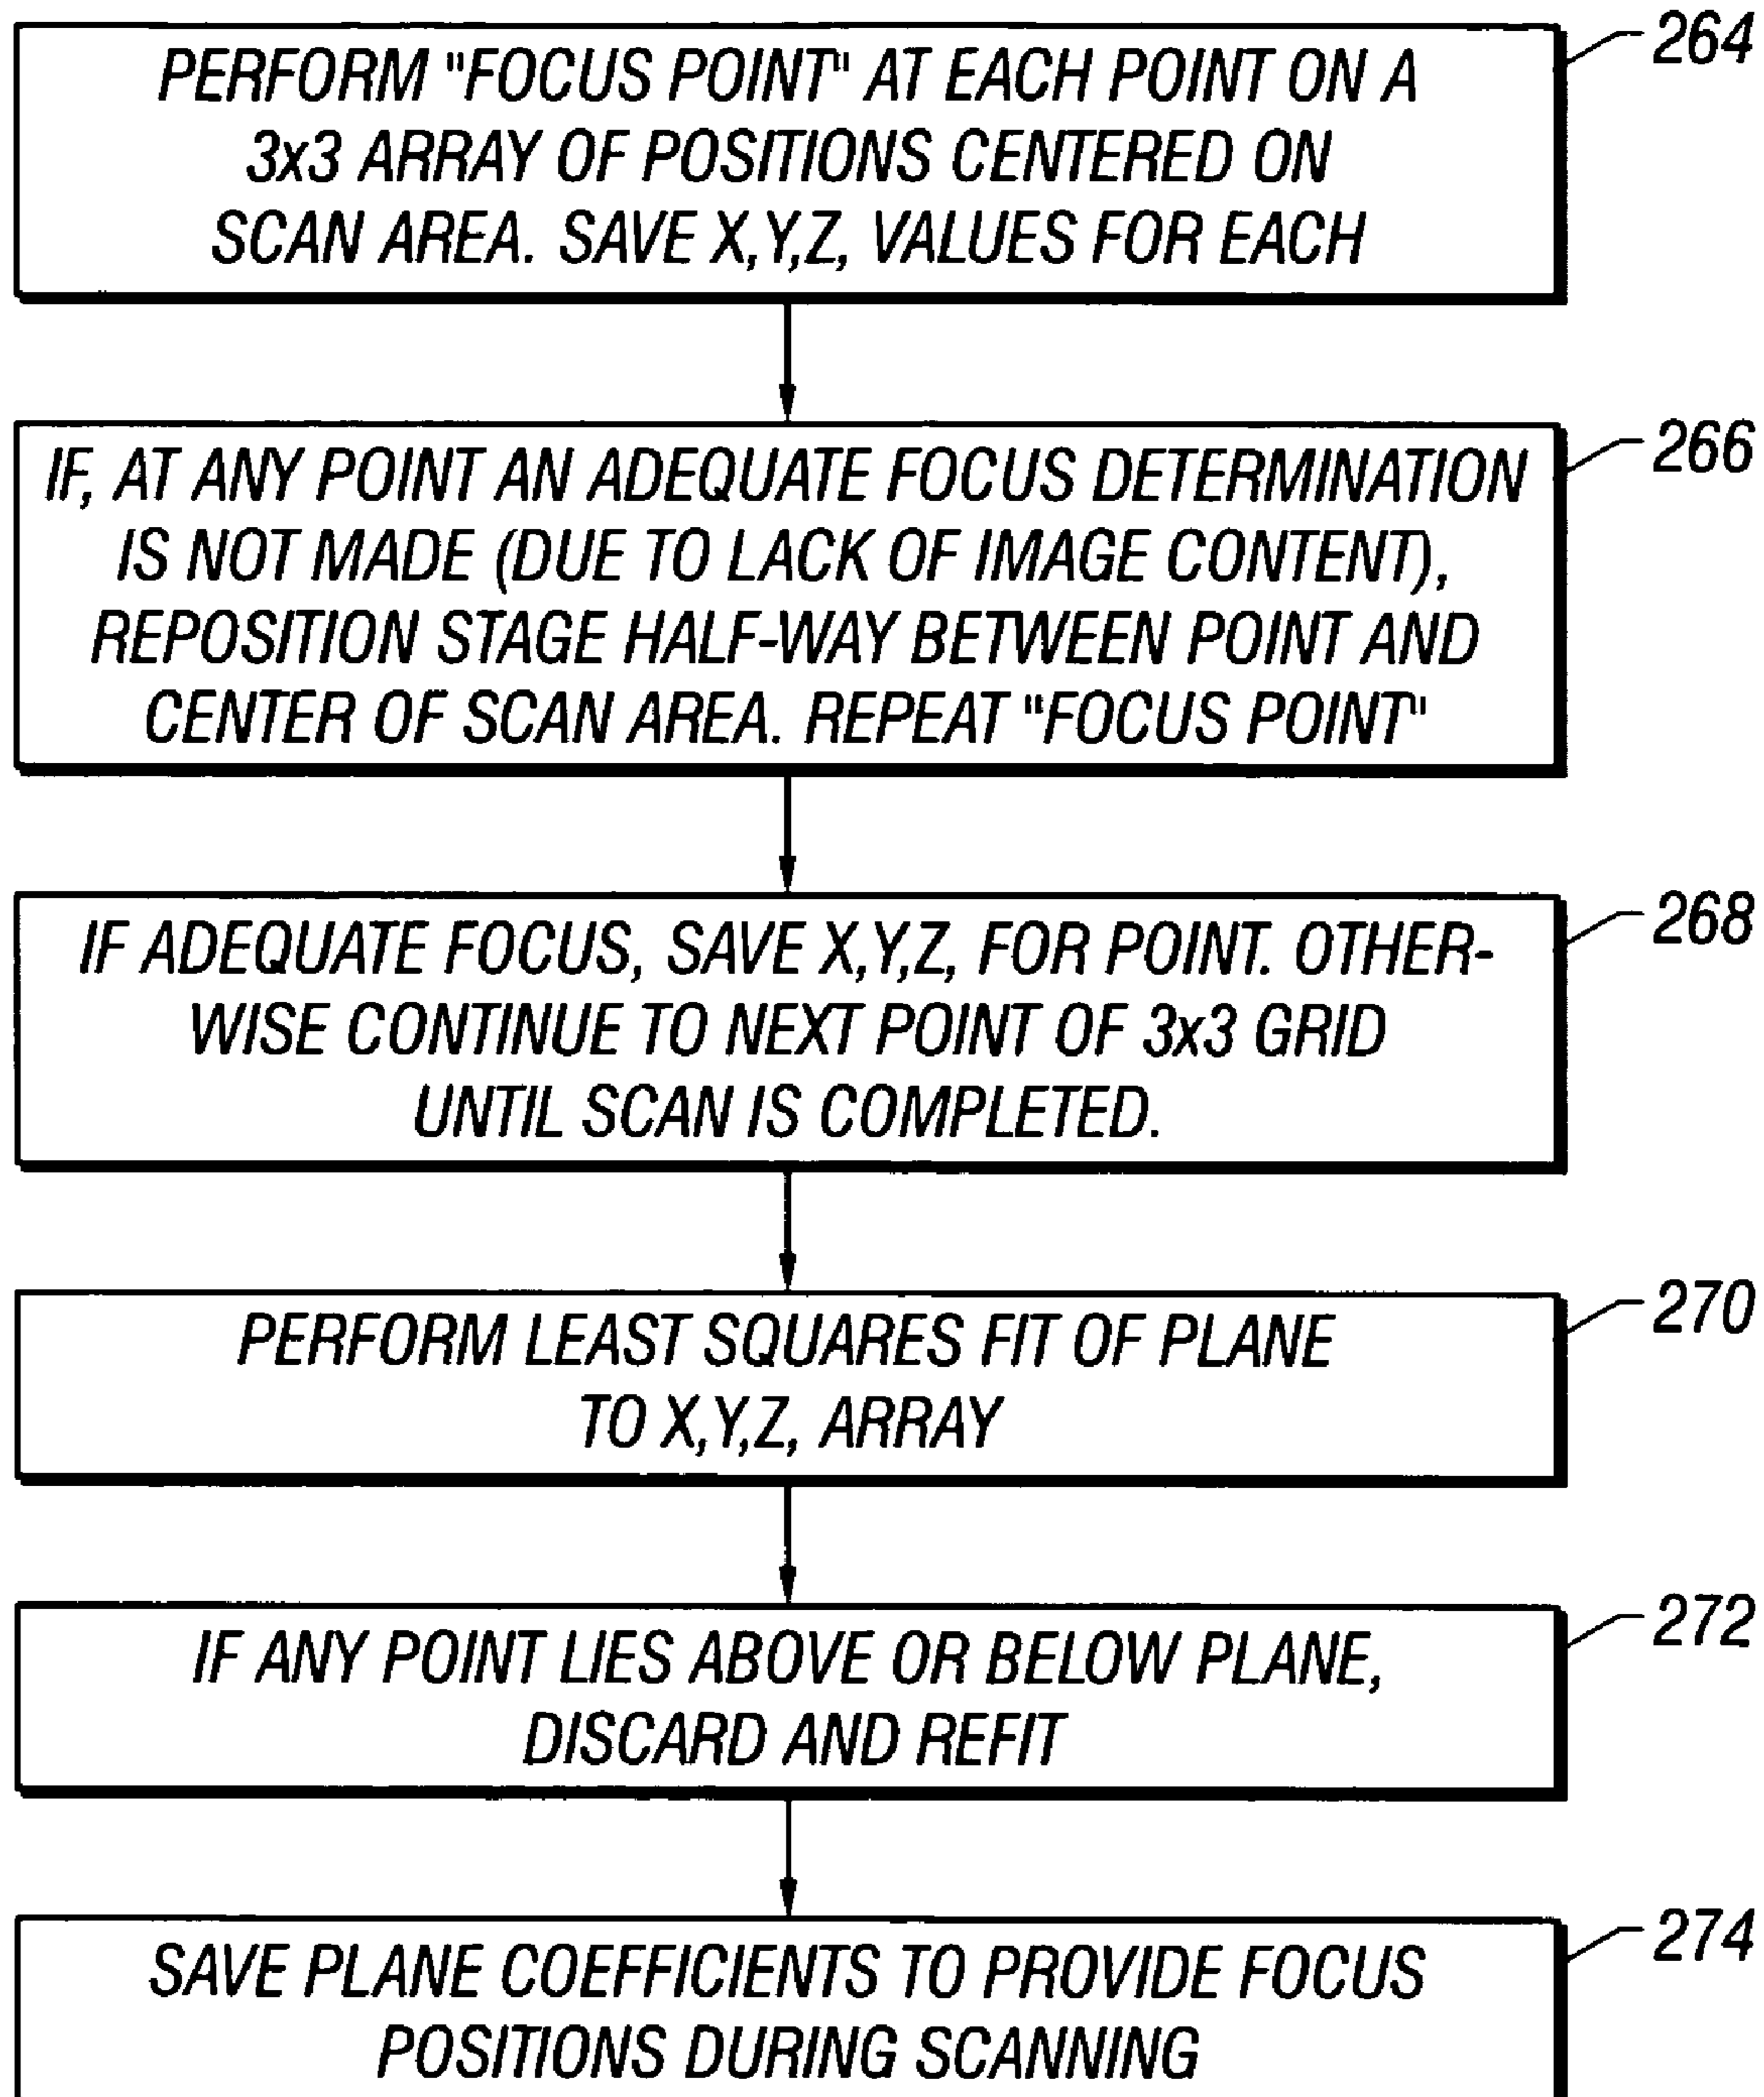 264
PERFORM "FOCUS POINT" AT EACH POINT ON A
3x3 ARRAY OF POSITIONS CENTERED ON
SCAN AREA. SAVE X,Y,Z, VALUES FOR EACH
266
IF, AT ANY POINT AN ADEQUATE FOCUS DETERMINATION
IS NOT MADE (DUE TO LACK OF IMAGE CONTENT),
REPOSITION STAGE HALF-WAY BETWEEN POINT AND
CENTER OF SCAN AREA. REPEAT "FOCUS POINT"
268
IF ADEQUATE FOCUS, SAVE X,Y,Z, FOR POINT. OTHER-
WISE CONTINUE TO NEXT POINT OF 3x3 GRID
UNTIL SCAN IS COMPLETED.
270
PERFORM LEAST SQUARES FIT OF PLANE
TO X,Y,Z, ARRAY
272
IF ANY POINT LIES ABOVE OR BELOW PLANE,
DISCARD AND REFIT
274
SAVE PLANE COEFFICIENTS TO PROVIDE FOCUS
POSITIONS DURING SCANNING